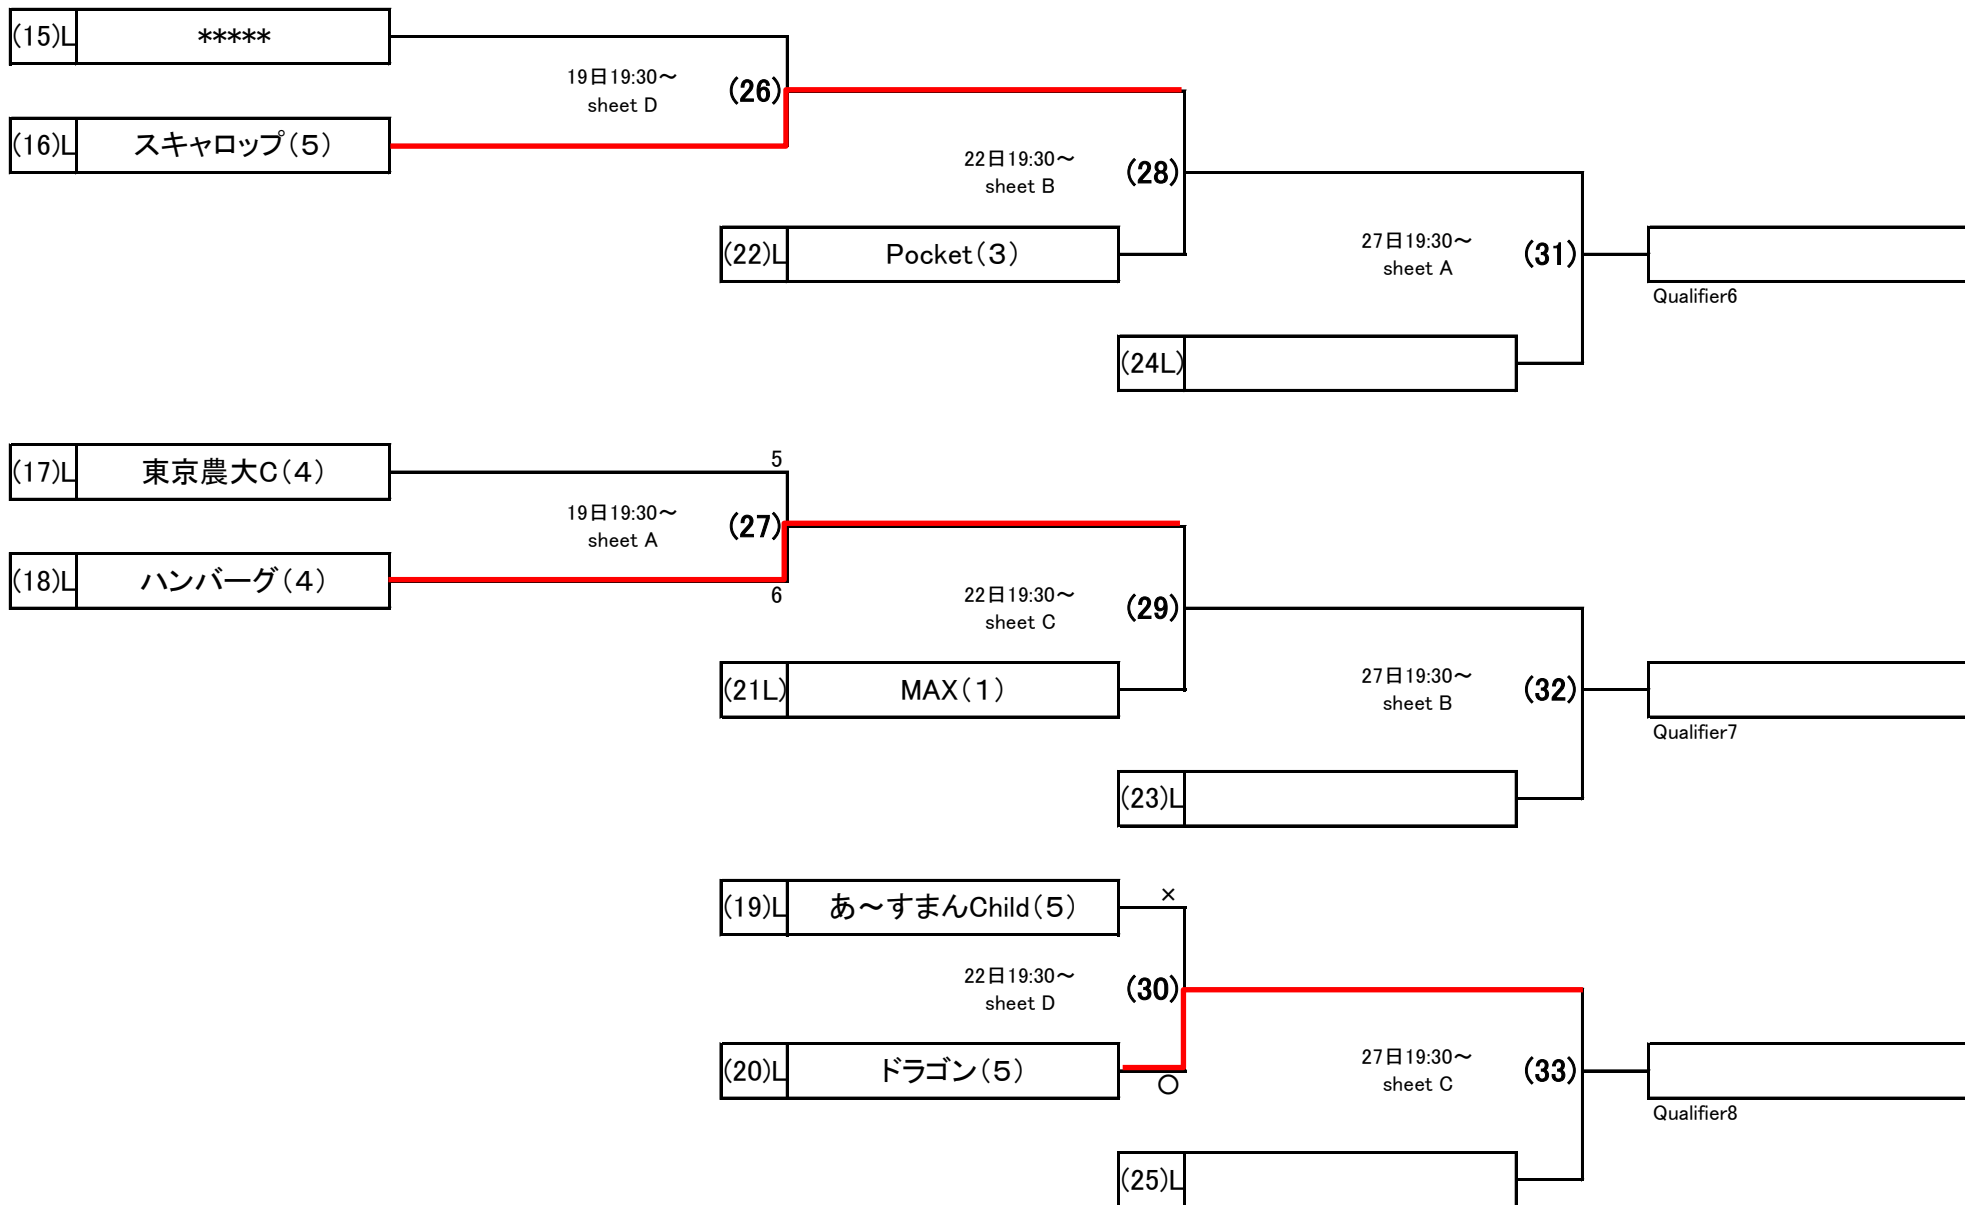 (15)L *****
19日19:30～
sheet D
(26)
(16)L スキャロップ（５）
22日19:30～
sheet B
(28)
(22)L Pocket（３）
27日19:30～
sheet A
(31)
Qualifier6
(24L)
(17)L 東京農大C（４）
5
19日19:30～
sheet A
(27)
(18)L ハンバーグ（４）
6
22日19:30～
sheet C
(29)
(21L) MAX（１）
27日19:30～
sheet B
(32)
Qualifier7
(23)L
(19)L あ～すまんChild（５）
×
22日19:30～
sheet D
(30)
(20)L ドラゴン（５）
○
27日19:30～
sheet C
(33)
Qualifier8
(25)L